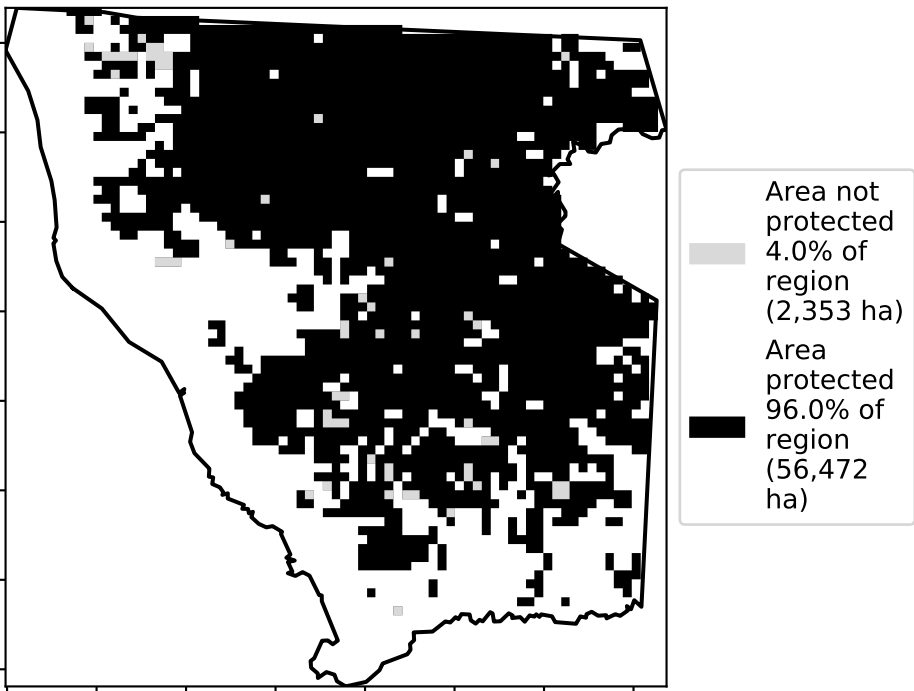 Area not
protected
4.0% of
region
(2,353 ha)
Area
protected
96.0% of
region
(56,472
ha)